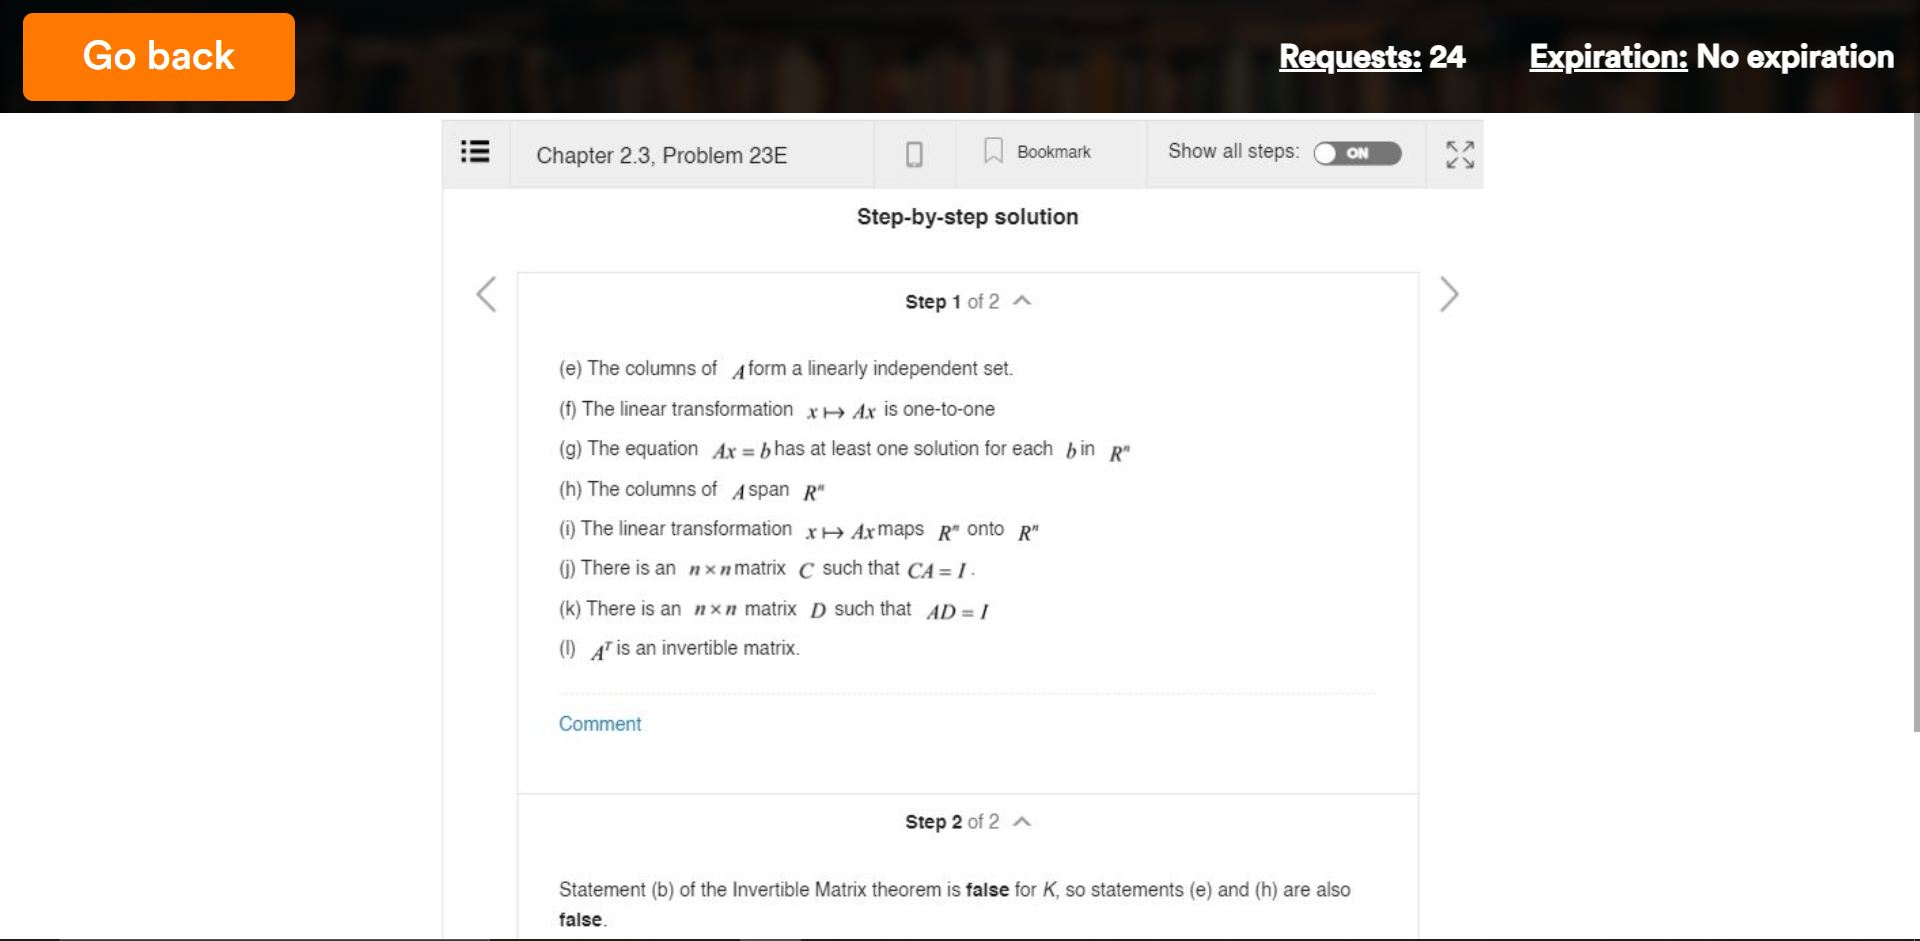 Go back
Requests: 24
Expiration: No expiration
Chapter 2.3, Problem 23E
Bookmark
Show all steps: ON
Step-by-step solution
Step 1 of 2
(e) The columns of A form a linearly independent set.
(f) The linear transformation x ↦ Ax is one-to-one
(g) The equation Ax = b has at least one solution for each b in Rⁿ
(h) The columns of A span Rⁿ
(i) The linear transformation x ↦ Ax maps Rⁿ onto Rⁿ
(j) There is an n × n matrix C such that CA = I .
(k) There is an n × n matrix D such that AD = I
(l) Aᵀ is an invertible matrix.
Comment
Step 2 of 2
Statement (b) of the Invertible Matrix theorem is false for K, so statements (e) and (h) are also
false.